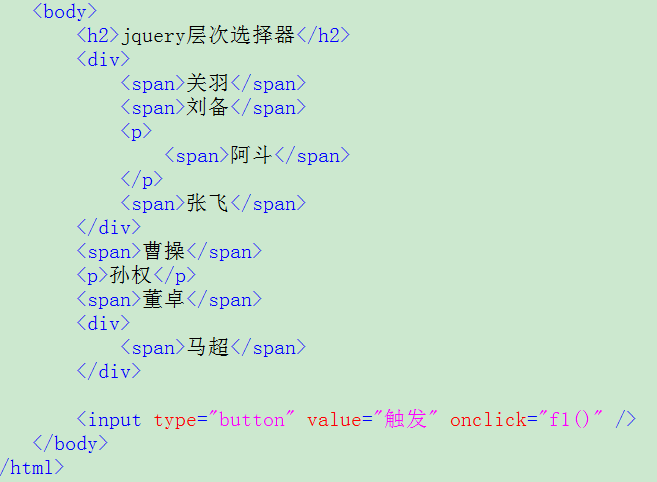 <body>
<h2>jquery层次选择器</h2>
<div>
<span>关羽</span>
<span>刘备</span>
<p>
<span>阿斗</span>
</p>
<span>张飞</span>
</div>
<span>曹操</span>
<p>孙权</p>
<span>董卓</span>
<div>
<span>马超</span>
</div>
<input type="button" value="触发" onclick="f1()" />
</body>
/html>